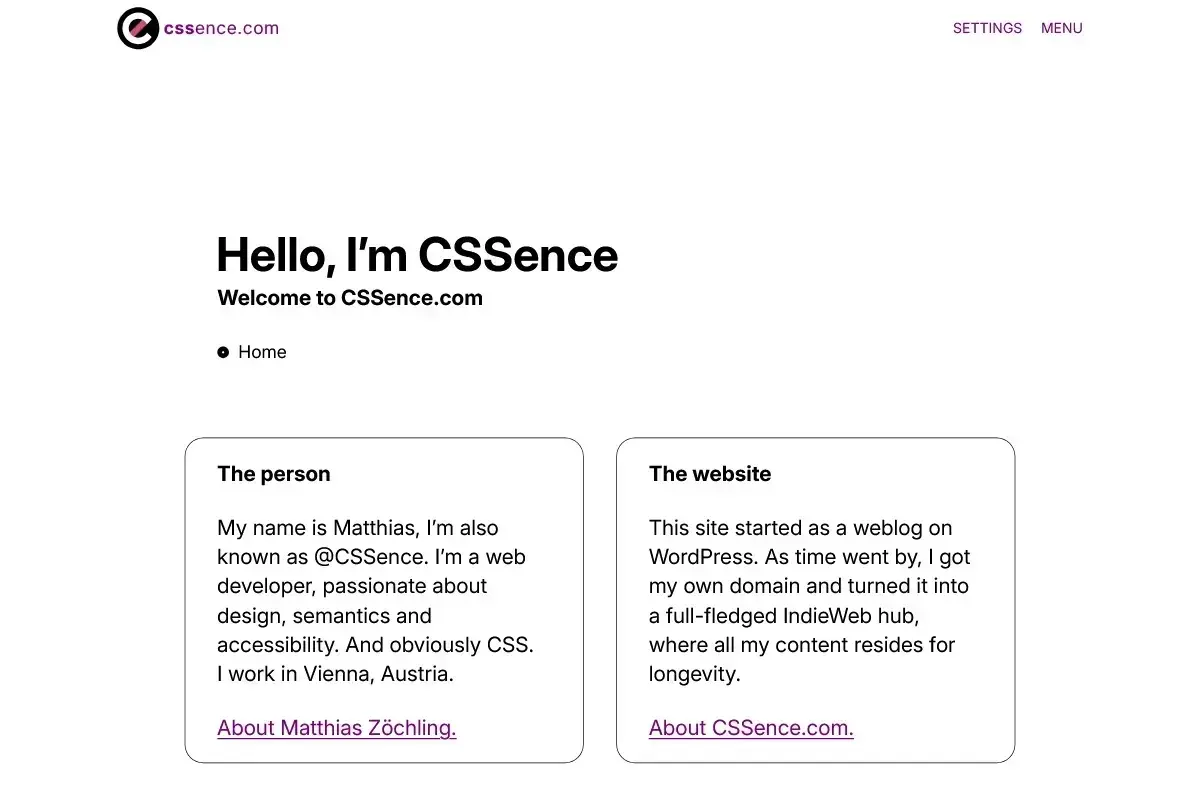 cssence.com
SETTINGS MENU
Hello, I’m CSSence
Welcome to CSSence.com
Home
The person
My name is Matthias, I’m also
known as @CSSence. I’m a web
developer, passionate about
design, semantics and
accessibility. And obviously CSS.
I work in Vienna, Austria.
About Matthias Zöchling.
The website
This site started as a weblog on
WordPress. As time went by, I got
my own domain and turned it into
a full-fledged IndieWeb hub,
where all my content resides for
longevity.
About CSSence.com.